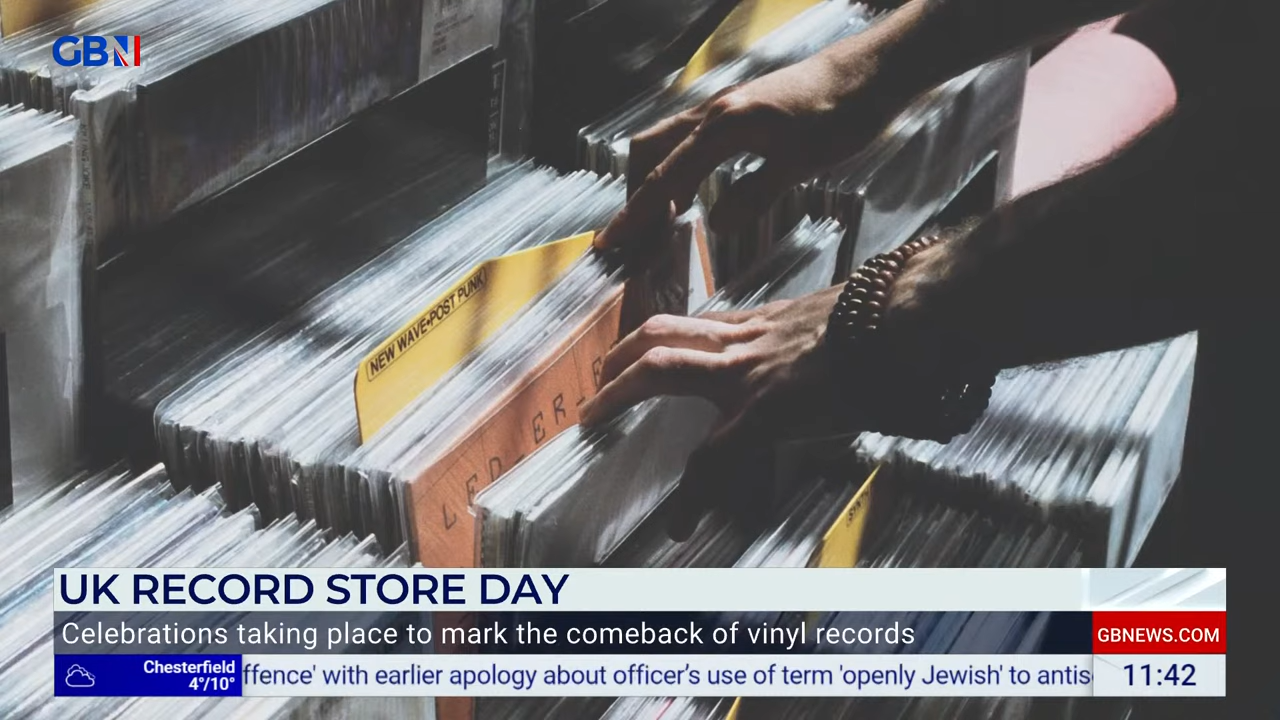 GBN
NEW WAVE•POST PUNK
UK RECORD STORE DAY
Celebrations taking place to mark the comeback of vinyl records
GBNEWS.COM
Chesterfield
4°/10°
ffence' with earlier apology about officer's use of term 'openly Jewish' to antis
11:42